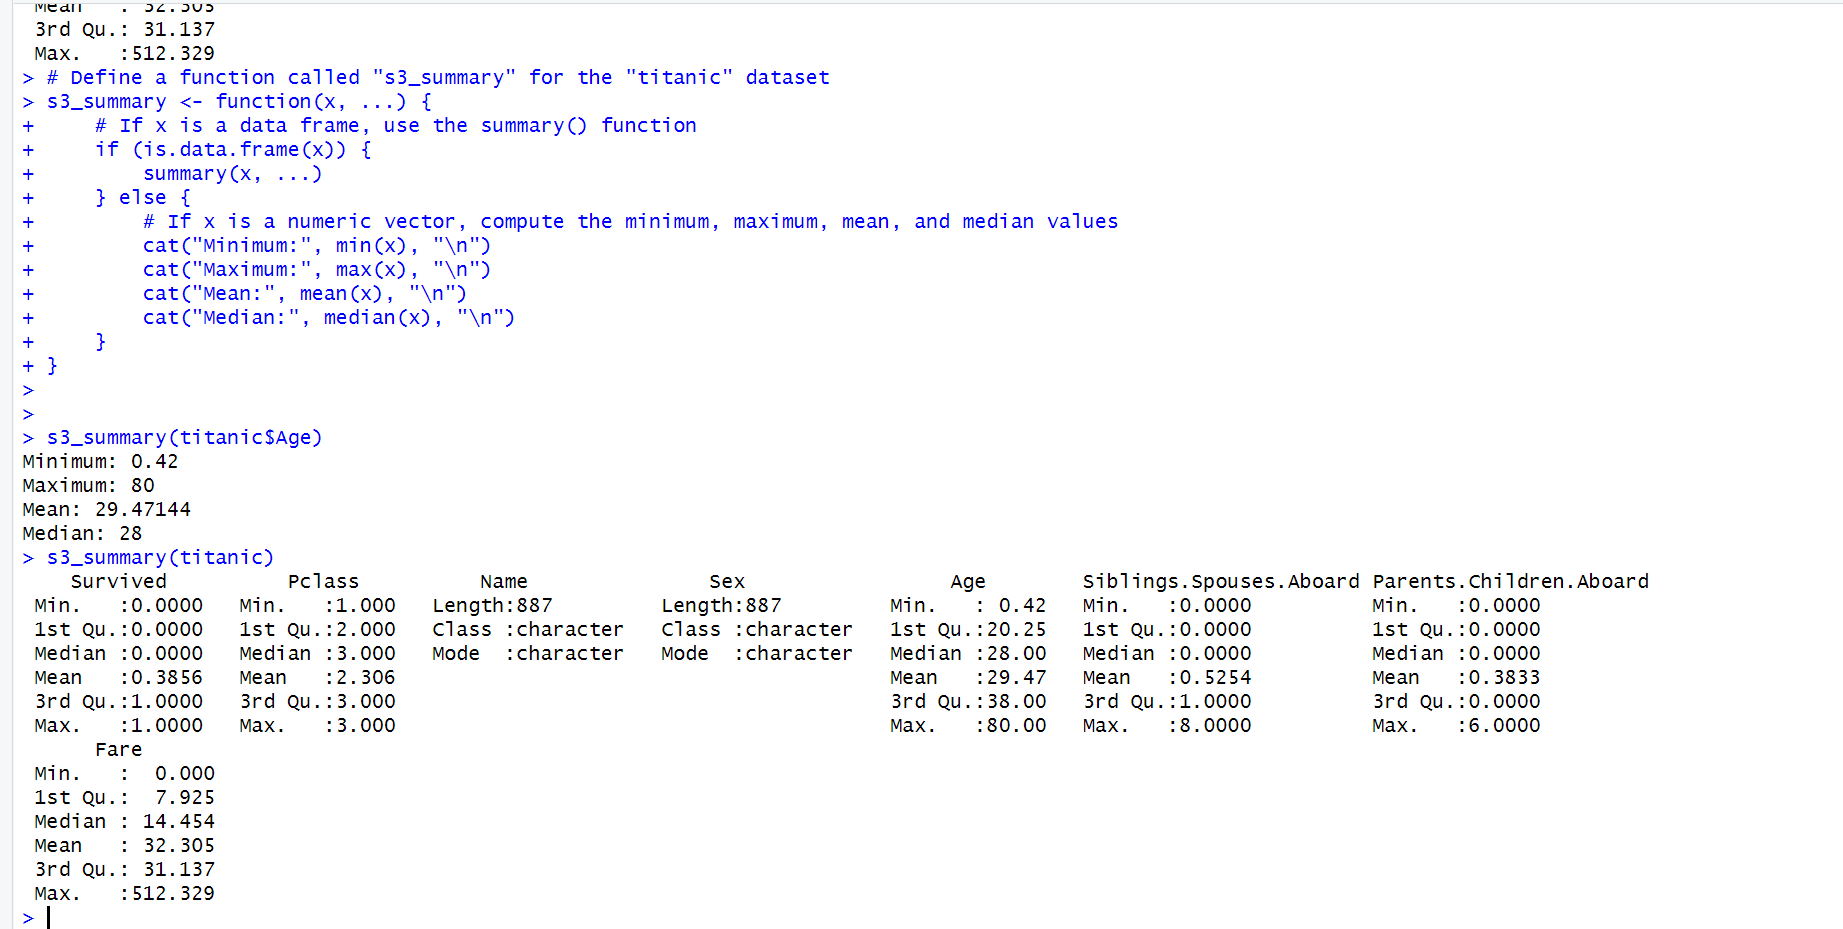 Mean   : 32.305
 3rd Qu.: 31.137
 Max.   :512.329
> # Define a function called "s3_summary" for the "titanic" dataset
> s3_summary <- function(x, ...) {
+     # If x is a data frame, use the summary() function
+     if (is.data.frame(x)) {
+         summary(x, ...)
+     } else {
+         # If x is a numeric vector, compute the minimum, maximum, mean, and median values
+         cat("Minimum:", min(x), "\n")
+         cat("Maximum:", max(x), "\n")
+         cat("Mean:", mean(x), "\n")
+         cat("Median:", median(x), "\n")
+     }
+ }
>
>
> s3_summary(titanic$Age)
Minimum: 0.42
Maximum: 80
Mean: 29.47144
Median: 28
> s3_summary(titanic)
    Survived          Pclass          Name               Sex                 Age        Siblings.Spouses.Aboard Parents.Children.Aboard
 Min.   :0.0000   Min.   :1.000   Length:887         Length:887         Min.   : 0.42   Min.   :0.0000          Min.   :0.0000
 1st Qu.:0.0000   1st Qu.:2.000   Class :character   Class :character   1st Qu.:20.25   1st Qu.:0.0000          1st Qu.:0.0000
 Median :0.0000   Median :3.000   Mode  :character   Mode  :character   Median :28.00   Median :0.0000          Median :0.0000
 Mean   :0.3856   Mean   :2.306                                         Mean   :29.47   Mean   :0.5254          Mean   :0.3833
 3rd Qu.:1.0000   3rd Qu.:3.000                                         3rd Qu.:38.00   3rd Qu.:1.0000          3rd Qu.:0.0000
 Max.   :1.0000   Max.   :3.000                                         Max.   :80.00   Max.   :8.0000          Max.   :6.0000
      Fare
 Min.   :  0.000
 1st Qu.:  7.925
 Median : 14.454
 Mean   : 32.305
 3rd Qu.: 31.137
 Max.   :512.329
>